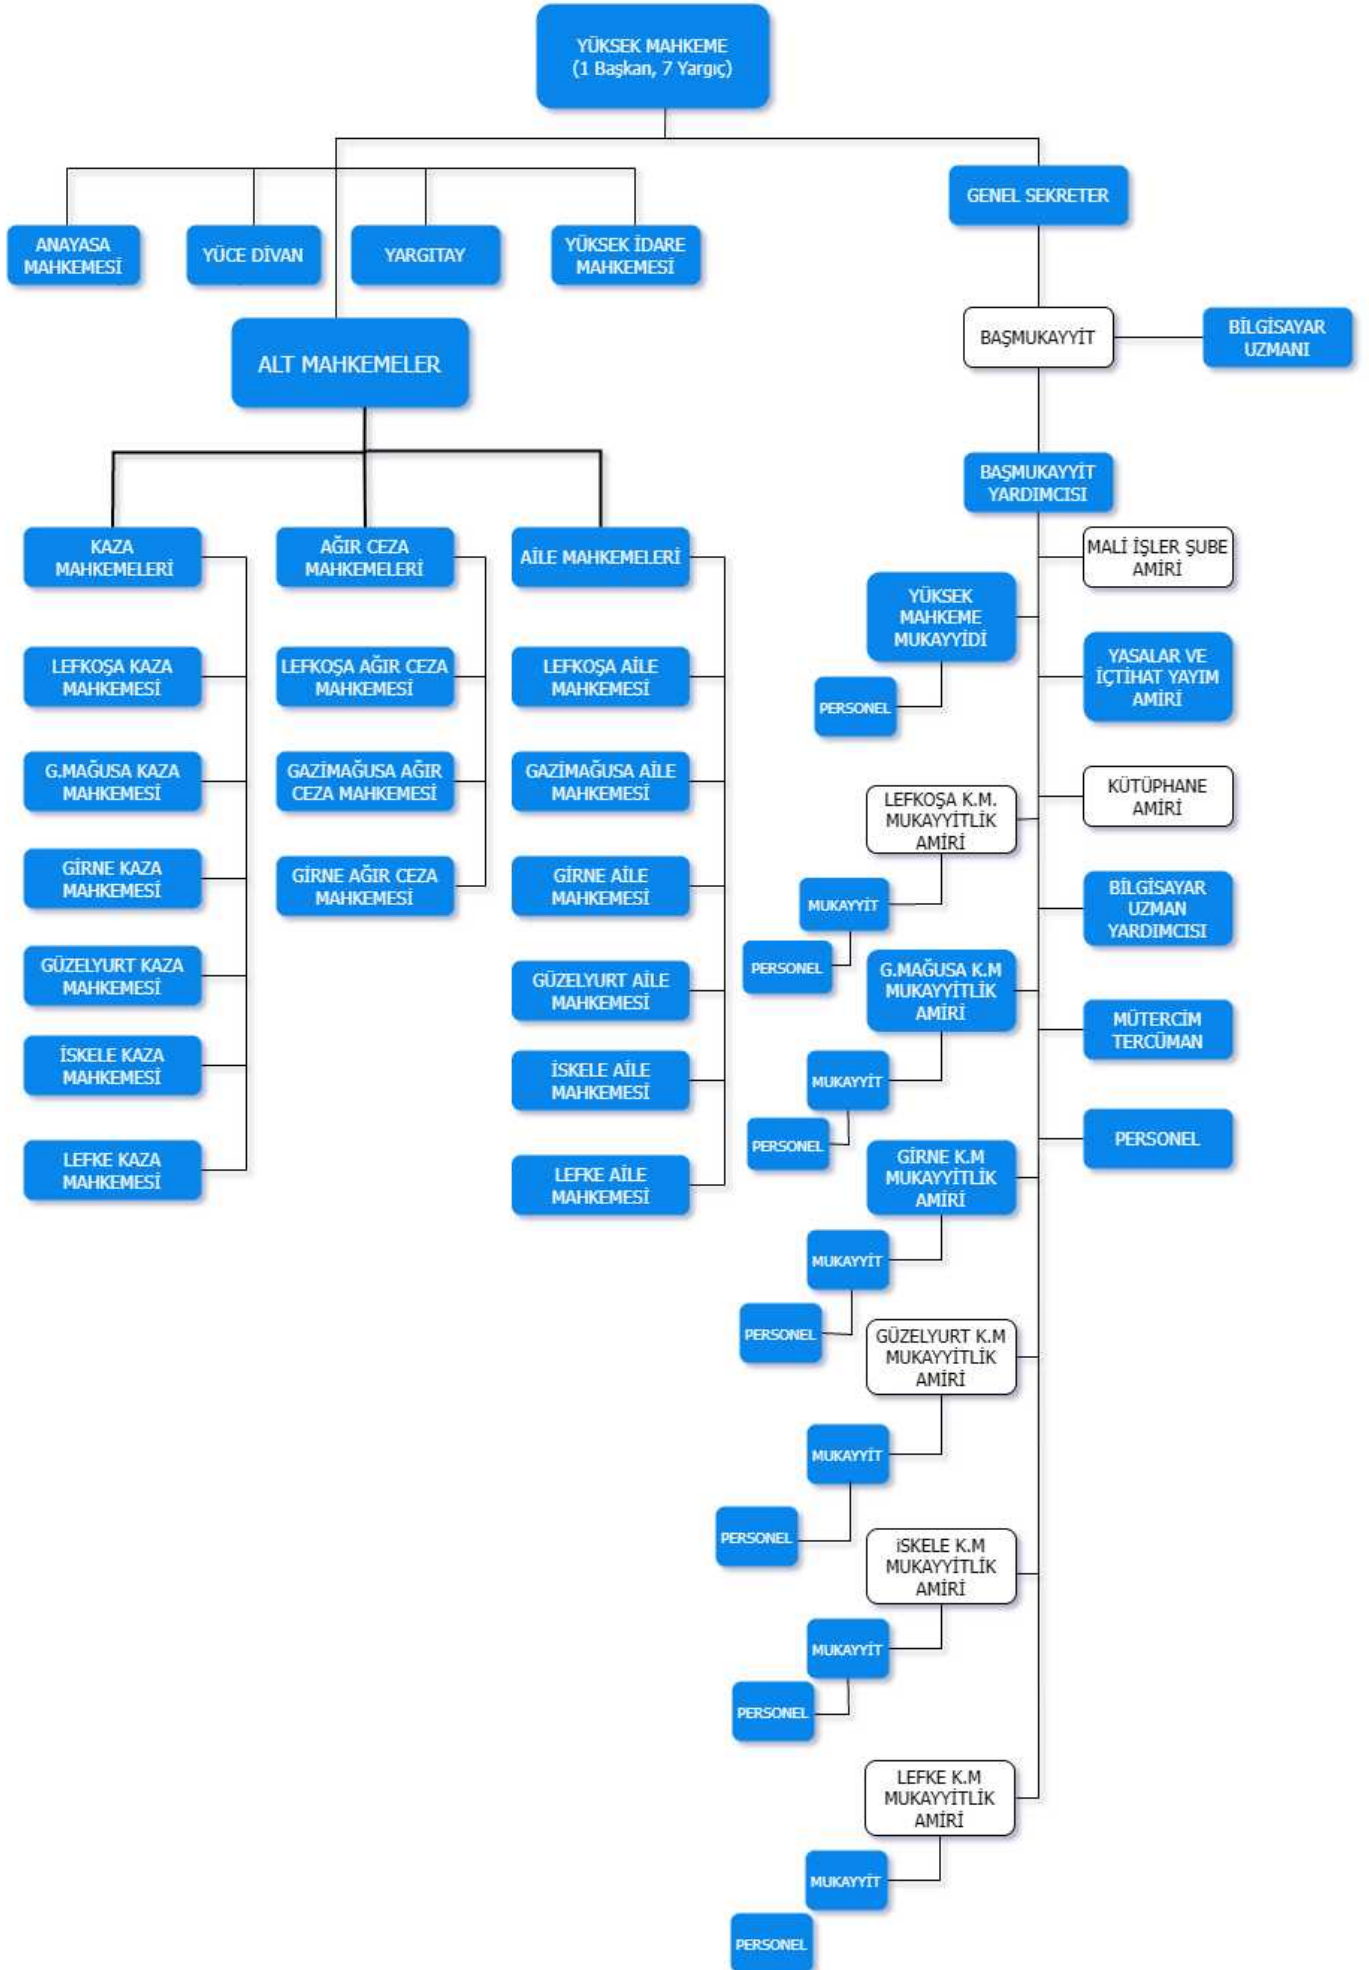 YÜKSEK MAHKEME
(1 Başkan, 7 Yargıç)
GENEL SEKRETER
ANAYASA
MAHKEMESİ
YÜCE DİVAN
YARGITAY
YÜKSEK İDARE
MAHKEMESİ
ALT MAHKEMELER
BAŞMUKAYYİT
BİLGİSAYAR
UZMANI
BAŞMUKAYYİT
YARDIMCISI
KAZA
MAHKEMELERİ
LEFKOŞA KAZA
MAHKEMESİ
G.MAĞUSA KAZA
MAHKEMESİ
GİRNE KAZA
MAHKEMESİ
GÜZELYURT KAZA
MAHKEMESİ
İSKELE KAZA
MAHKEMESİ
LEFKE KAZA
MAHKEMESİ
AĞIR CEZA
MAHKEMELERİ
LEFKOŞA AĞIR CEZA
MAHKEMESİ
GAZİMAĞUSA AĞIR
CEZA MAHKEMESİ
GİRNE AĞIR CEZA
MAHKEMESİ
AİLE MAHKEMELERİ
LEFKOŞA AİLE
MAHKEMESİ
GAZİMAĞUSA AİLE
MAHKEMESİ
GİRNE AİLE
MAHKEMESİ
GÜZELYURT AİLE
MAHKEMESİ
İSKELE AİLE
MAHKEMESİ
LEFKE AİLE
MAHKEMESİ
YÜKSEK
MAHKEME
MUKAYYİDİ
PERSONEL
LEFKOŞA K.M.
MUKAYYİTLİK
AMİRİ
MUKAYYİT
PERSONEL
G.MAĞUSA K.M
MUKAYYİTLİK
AMİRİ
MUKAYYİT
PERSONEL
GİRNE K.M
MUKAYYİTLİK
AMİRİ
MUKAYYİT
PERSONEL
GÜZELYURT K.M
MUKAYYİTLİK
AMİRİ
MUKAYYİT
PERSONEL
iSKELE K.M
MUKAYYİTLİK
AMİRİ
MUKAYYİT
PERSONEL
LEFKE K.M
MUKAYYİTLİK
AMİRİ
MUKAYYİT
PERSONEL
MALİ İŞLER ŞUBE
AMİRİ
YASALAR VE
İÇTİHAT YAYIM
AMİRİ
KÜTÜPHANE
AMİRİ
BİLGİSAYAR
UZMAN
YARDIMCISI
MÜTERCİM
TERCÜMAN
PERSONEL